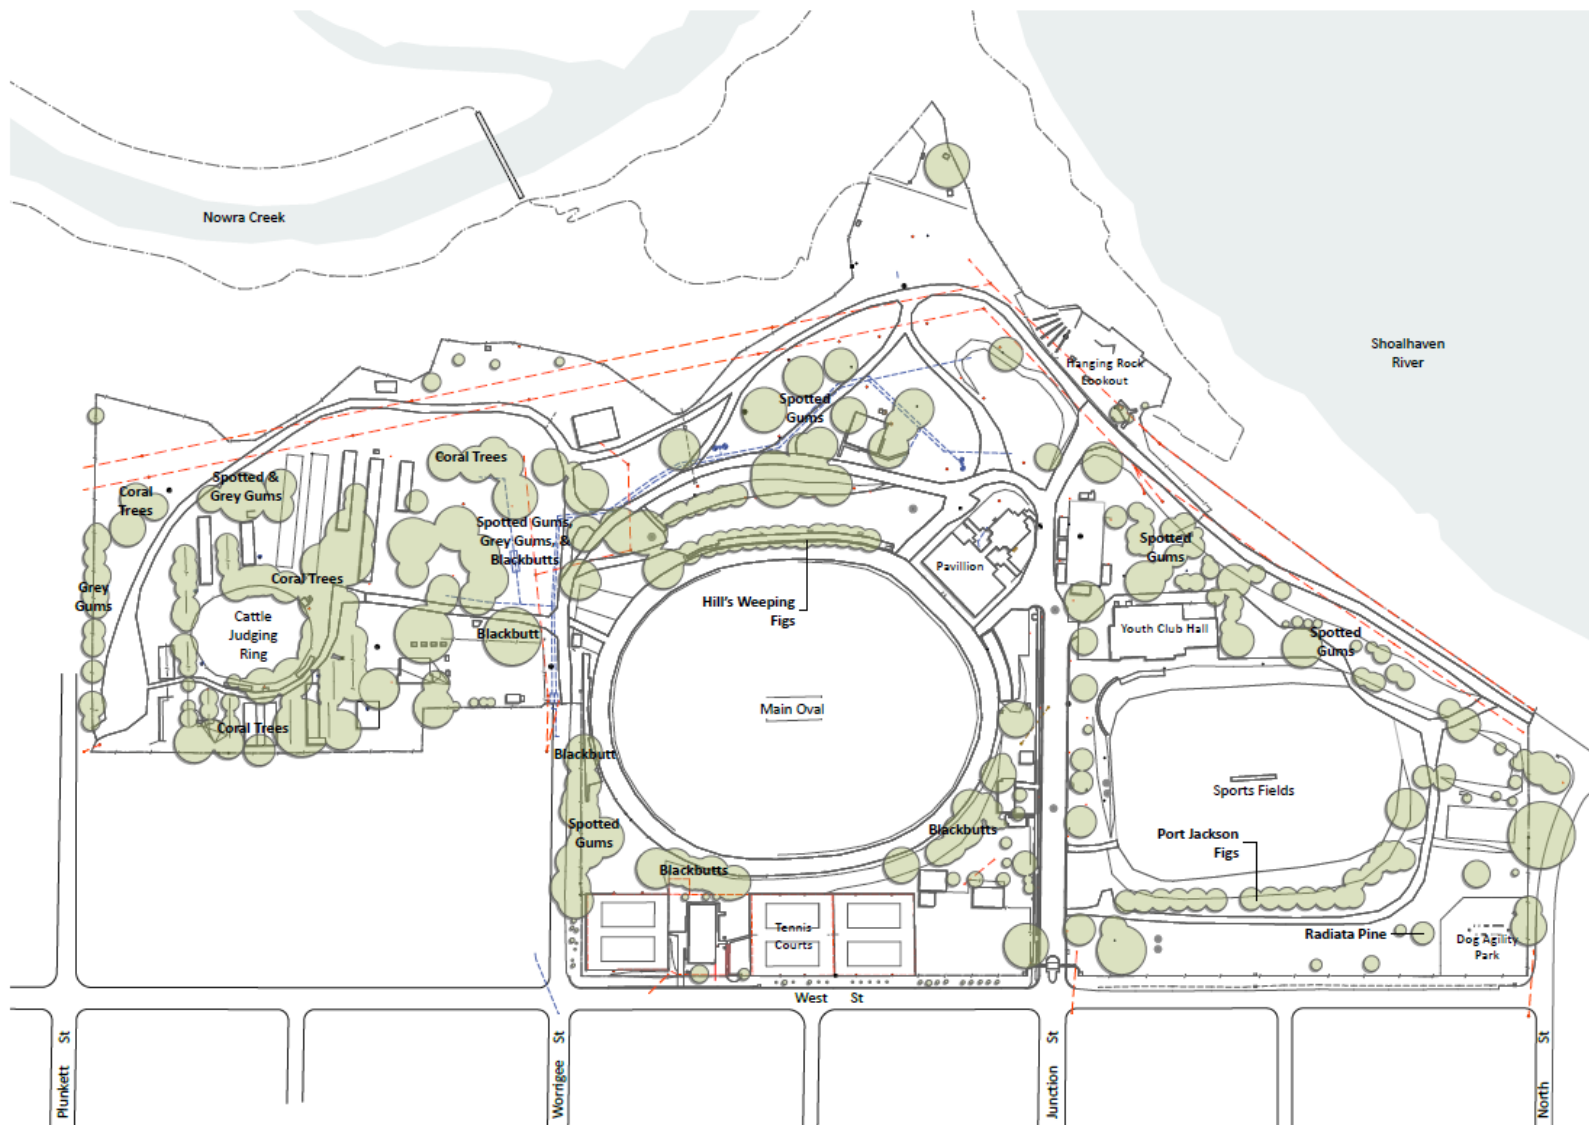 Nowra Creek
Shoalhaven
River
Hanging Rock
Lookout
Spotted
Gums
Coral Trees
Spotted &
Grey Gums
Coral
Trees
Spotted Gums,
Grey Gums, &
Blackbutts
Spotted
Gums
Pavillion
Coral Trees
Grey
Gums
Hill's Weeping
Figs
Cattle
Judging
Ring
Blackbutt
Youth Club Hall
Spotted
Gums
Main Oval
Coral Trees
Blackbutt
Sports Fields
Spotted
Gums
Blackbutts
Port Jackson
Figs
Blackbutts
Tennis
Courts
Radiata Pine
Dog Agility
Park
West St
Plunkett St
Worrigee St
Junction St
North St